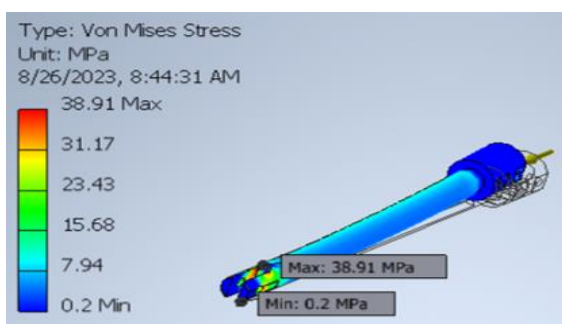 Type: Von Mises Stress
Unit: MPa
8/26/2023, 8:44:31 AM
38.91 Max
31.17
23.43
15.68
7.94
0.2 Min
Max: 38.91 MPa
Min: 0.2 MPa